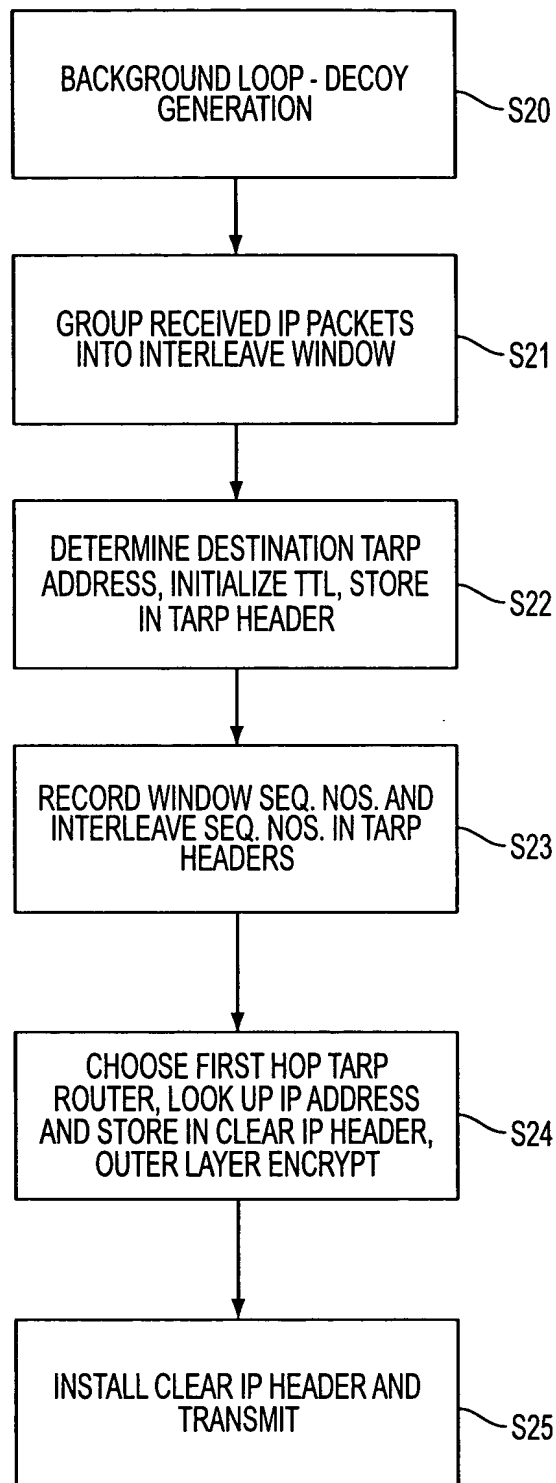 BACKGROUND LOOP - DECOY
GENERATION
S20
GROUP RECEIVED IP PACKETS
INTO INTERLEAVE WINDOW
S21
DETERMINE DESTINATION TARP
ADDRESS, INITIALIZE TTL, STORE
IN TARP HEADER
S22
RECORD WINDOW SEQ. NOS. AND
INTERLEAVE SEQ. NOS. IN TARP
HEADERS
S23
CHOOSE FIRST HOP TARP
ROUTER, LOOK UP IP ADDRESS
AND STORE IN CLEAR IP HEADER,
OUTER LAYER ENCRYPT
S24
INSTALL CLEAR IP HEADER AND
TRANSMIT
S25